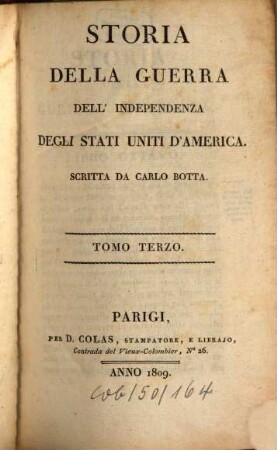 STORIA
DELLA GUERRA
DELL' INDEPENDENZA
DEGLI STATI UNITI D'AMERICA.
SCRITTA DA CARLO BOTTA.
TOMO TERZO.
PARIGI,
PER D. COLAS, STAMPATORE, E LIBRAJO,
Contrada del Vieux-Colombier, N° 26.
ANNO 1809.